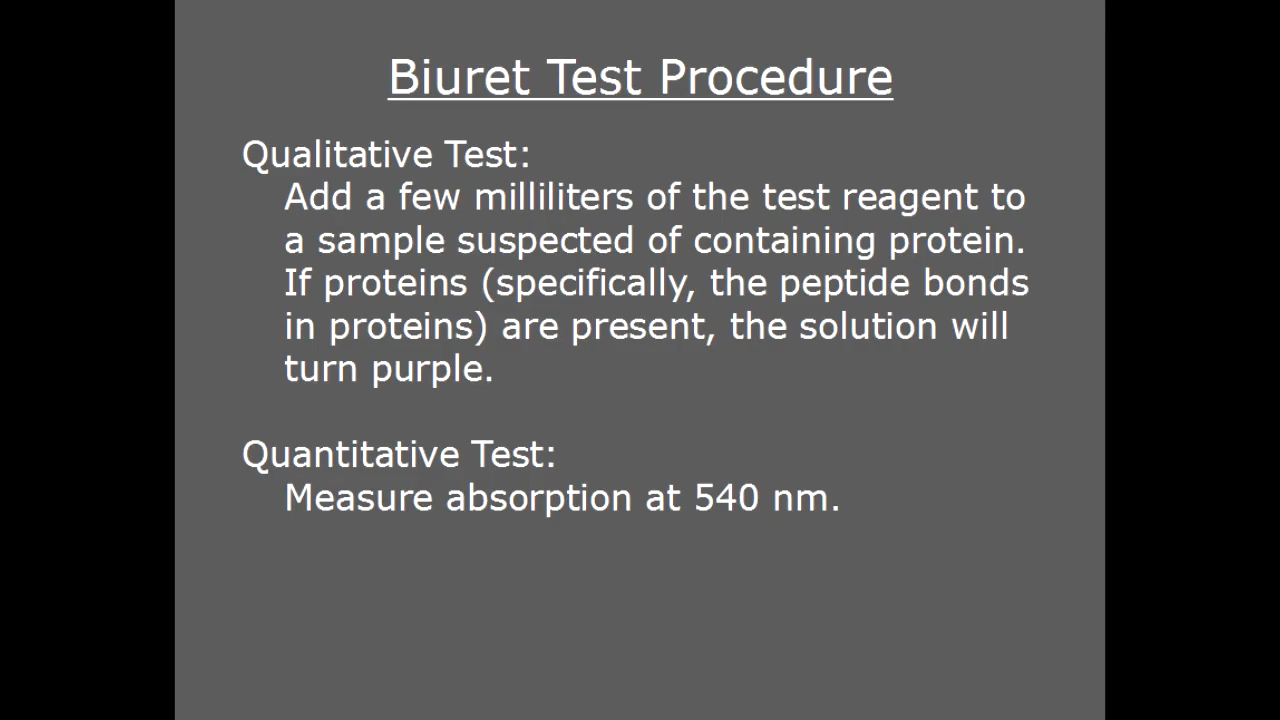 Biuret Test Procedure
Qualitative Test:
Add a few milliliters of the test reagent to
a sample suspected of containing protein.
If proteins (specifically, the peptide bonds
in proteins) are present, the solution will
turn purple.
Quantitative Test:
Measure absorption at 540 nm.